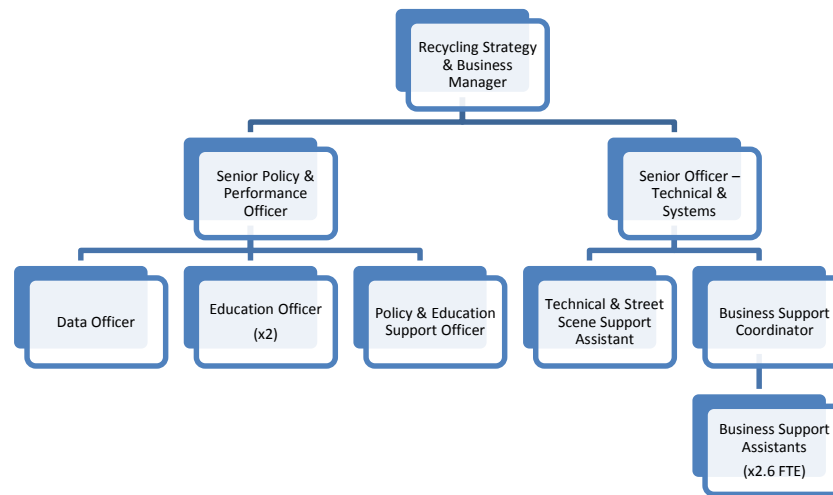 Recycling Strategy
& Business
Manager
Senior Policy &
Performance
Officer
Senior Officer –
Technical &
Systems
Data Officer
Education Officer
(x2)
Policy & Education
Support Officer
Technical & Street
Scene Support
Assistant
Business Support
Coordinator
Business Support
Assistants
(x2.6 FTE)